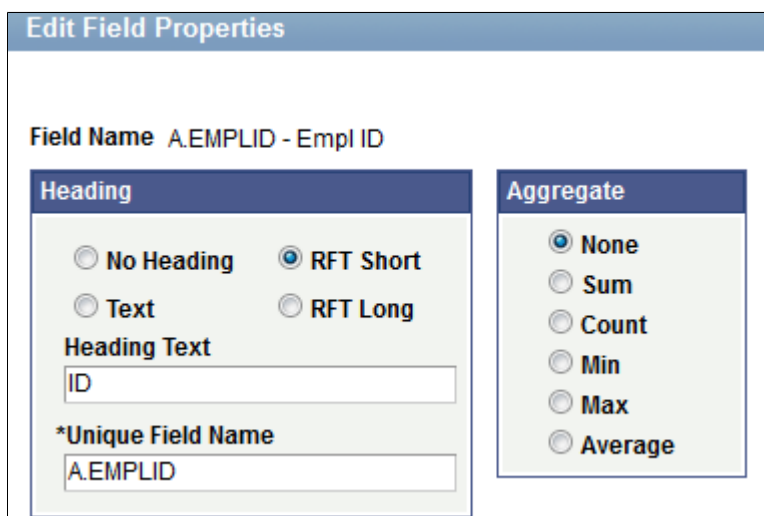 Edit Field Properties
Field Name A.EMPLID - Empl ID
Heading
No Heading RFT Short
Text RFT Long
Heading Text
ID
*Unique Field Name
A.EMPLID
Aggregate
None
Sum
Count
Min
Max
Average